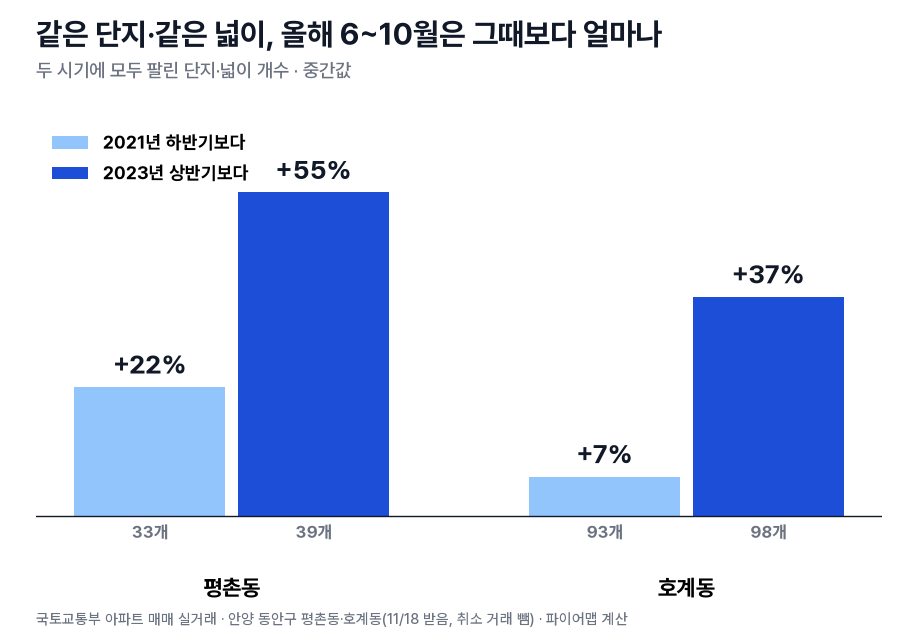 같은 단지·같은 넓이, 올해 6~10월은 그때보다 얼마나
두 시기에 모두 팔린 단지·넓이 개수 · 중간값
2021년 하반기보다
2023년 상반기보다
+55%
+37%
+22%
+7%
33개
39개
93개
98개
평촌동
호계동
국토교통부 아파트 매매 실거래 · 안양 동안구 평촌동·호계동(11/18 받음, 취소 거래 뺌) · 파이어맵 계산